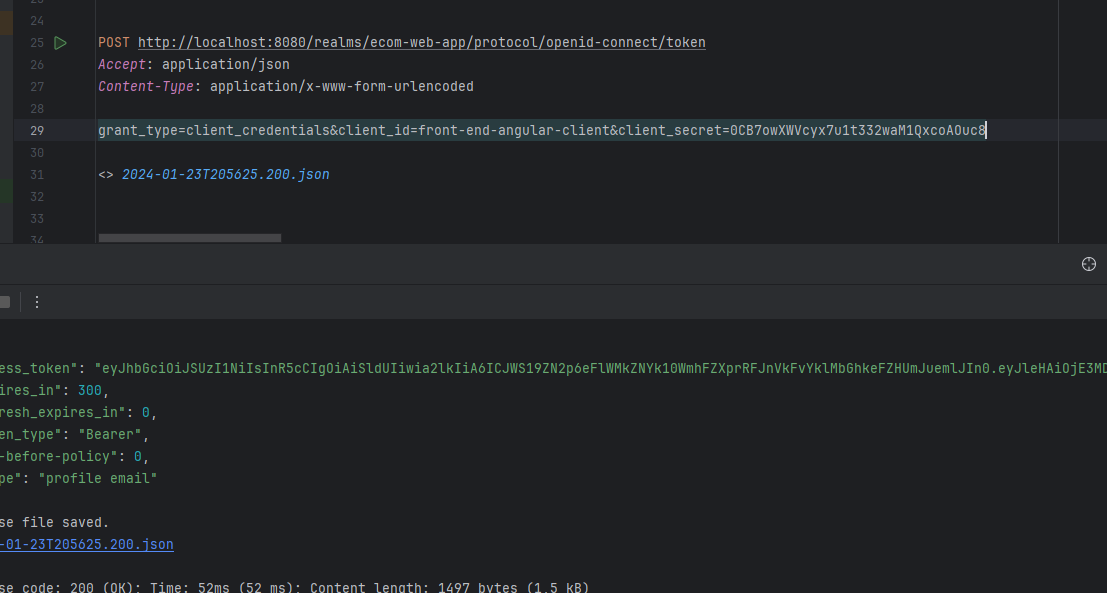 24
25 POST http://localhost:8080/realms/ecom-web-app/protocol/openid-connect/token
26 Accept: application/json
27 Content-Type: application/x-www-form-urlencoded
28
29 grant_type=client_credentials&client_id=front-end-angular-client&client_secret=0CB7owXWVcyx7u1t332waM1QxcoAOuc8
30
31 <> 2024-01-23T205625.200.json
32
33
34
ess_token": "eyJhbGciOiJSUzI1NiIsInR5cCIgOiAiSldUIiwia2lkIiA6ICJWS19ZN2p6eFlWMkZNYk10WmhFZXprRFJnVkFvYklMbGhkeFZHUmJuemlJIn0.eyJleHAiOjE3MD
ires_in": 300,
resh_expires_in": 0,
en_type": "Bearer",
-before-policy": 0,
pe": "profile email"
se file saved.
-01-23T205625.200.json
se code: 200 (OK); Time: 52ms (52 ms); Content length: 1497 bytes (1,5 kB)